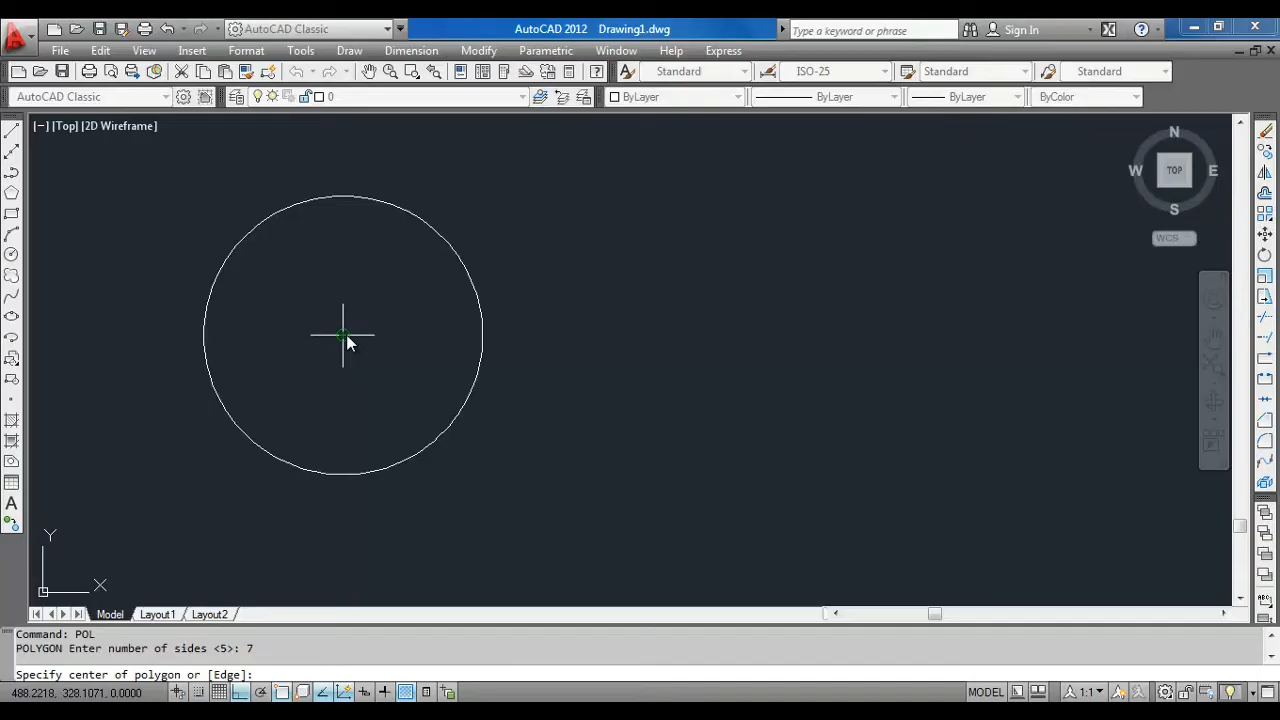 AutoCAD Classic
AutoCAD 2012 Drawing1.dwg
Type a keyword or phrase
Sign In
File Edit View Insert Format Tools Draw Dimension Modify Parametric Window Help Express
Standard ISO-25 Standard Standard
AutoCAD Classic 0 ByLayer ByLayer ByLayer ByColor
[−] [Top] [2D Wireframe]
N
W TOP E
S
WCS
Y
X
A
Model Layout1 Layout2
Command: POL
POLYGON Enter number of sides <5>: 7
Specify center of polygon or [Edge]:
488.2218, 328.1071, 0.0000 MODEL 1:1